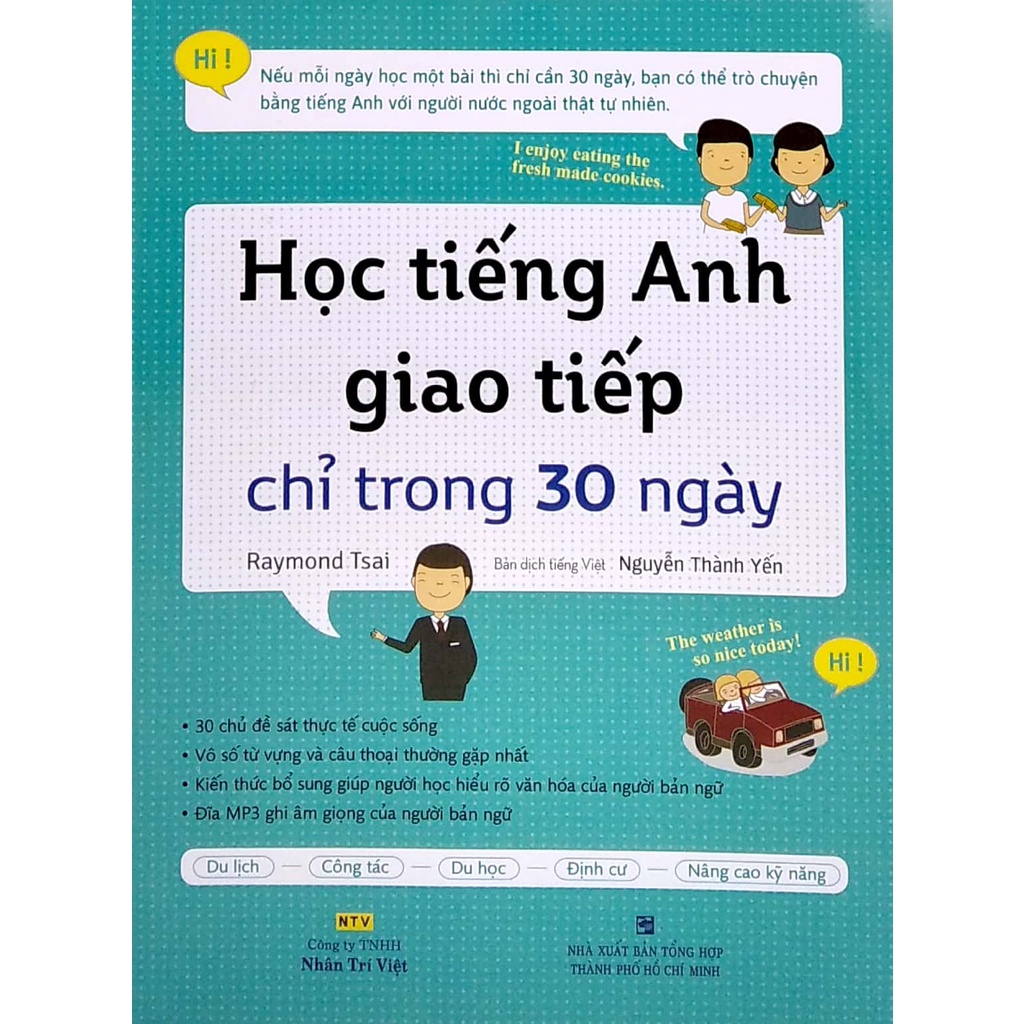 Hi !
Nếu mỗi ngày học một bài thì chỉ cần 30 ngày, bạn có thể trò chuyện
bằng tiếng Anh với người nước ngoài thật tự nhiên.
I enjoy eating the
fresh made cookies.
Học tiếng Anh
giao tiếp
chỉ trong 30 ngày
Raymond Tsai
Bản dịch tiếng Việt Nguyễn Thành Yến
The weather is
so nice today!
Hi !
• 30 chủ đề sát thực tế cuộc sống
• Vô số từ vựng và câu thoại thường gặp nhất
• Kiến thức bổ sung giúp người học hiểu rõ văn hóa của người bản ngữ
• Đĩa MP3 ghi âm giọng của người bản ngữ
Du lịch — Công tác — Du học — Định cư — Nâng cao kỹ năng
NTV
Công ty TNHH
Nhân Trí Việt
NHÀ XUẤT BẢN TỔNG HỢP
THÀNH PHỐ HỒ CHÍ MINH